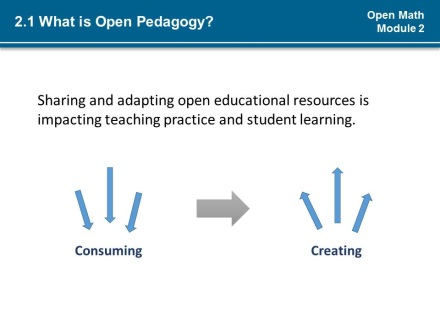 2.1 What is Open Pedagogy?
Open Math
Module 2
Sharing and adapting open educational resources is
impacting teaching practice and student learning.
Consuming
Creating